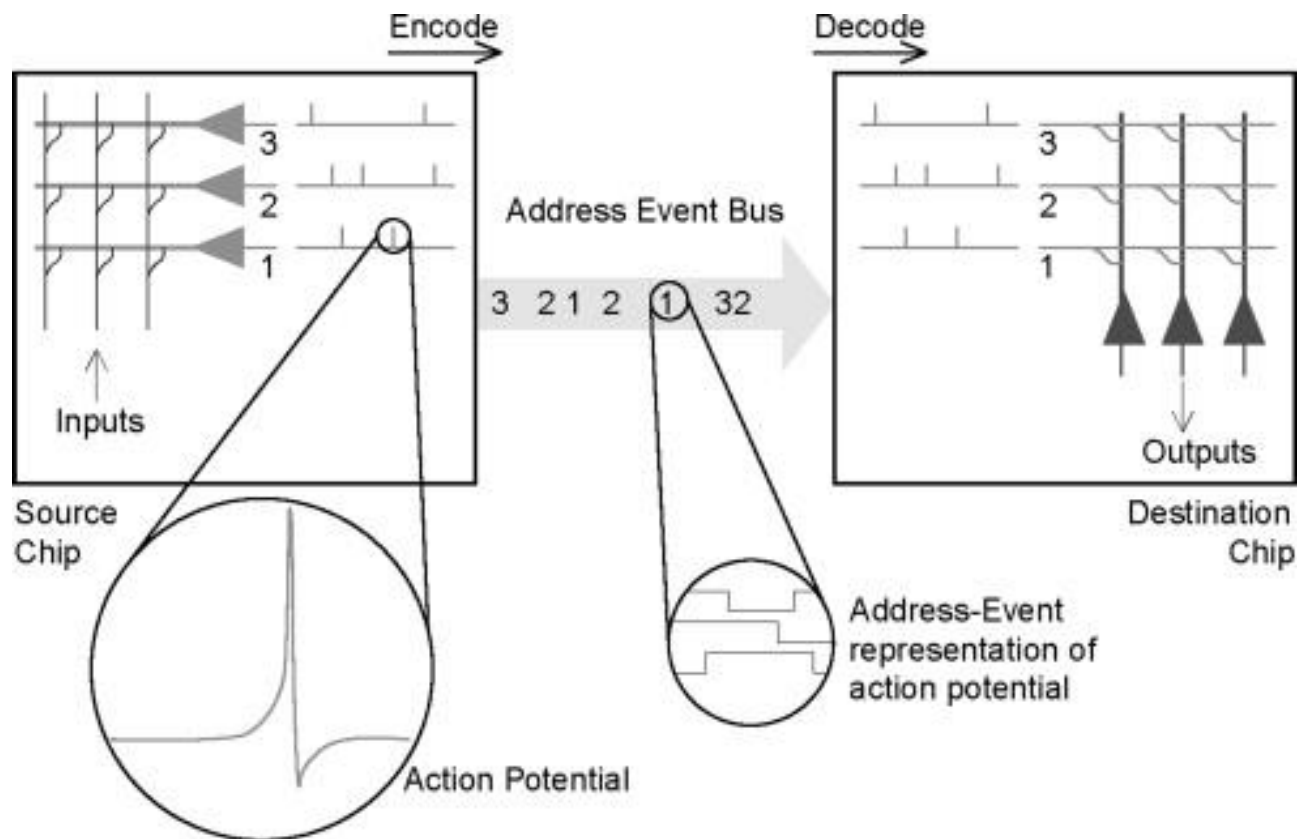 Encode
Decode
3
2
1
Inputs
Source
Chip
Address Event Bus
3 2 1 2 1 32
3
2
1
Outputs
Destination
Chip
Action Potential
Address-Event
representation of
action potential